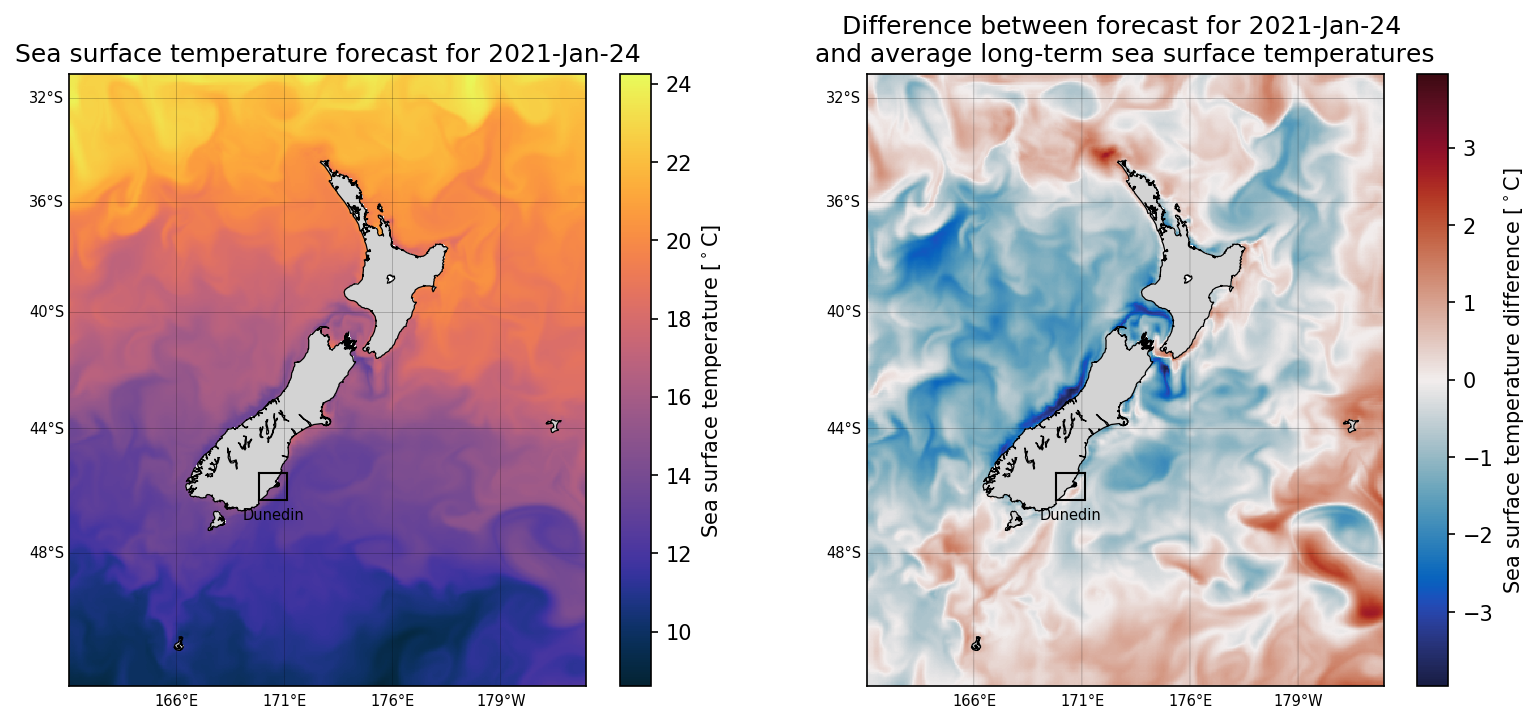 Sea surface temperature forecast for 2021-Jan-24
32°S
36°S
40°S
44°S
48°S
166°E
171°E
176°E
179°W
Dunedin
24
22
20
18
16
14
12
10
Sea surface temperature [°C]
Difference between forecast for 2021-Jan-24
and average long-term sea surface temperatures
32°S
36°S
40°S
44°S
48°S
166°E
171°E
176°E
179°W
Dunedin
3
2
1
0
−1
−2
−3
Sea surface temperature difference [°C]